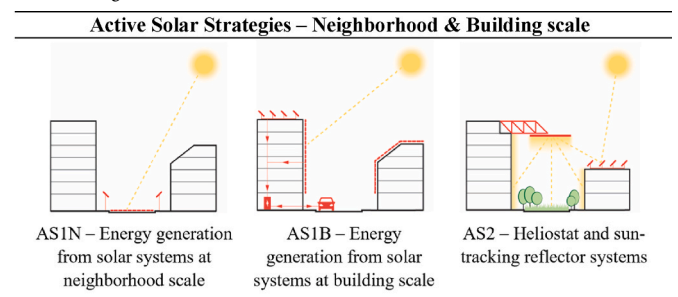 Active Solar Strategies – Neighborhood & Building scale
AS1N – Energy generation
from solar systems at
neighborhood scale
AS1B – Energy
generation from solar
systems at building scale
AS2 – Heliostat and sun-
tracking reflector systems